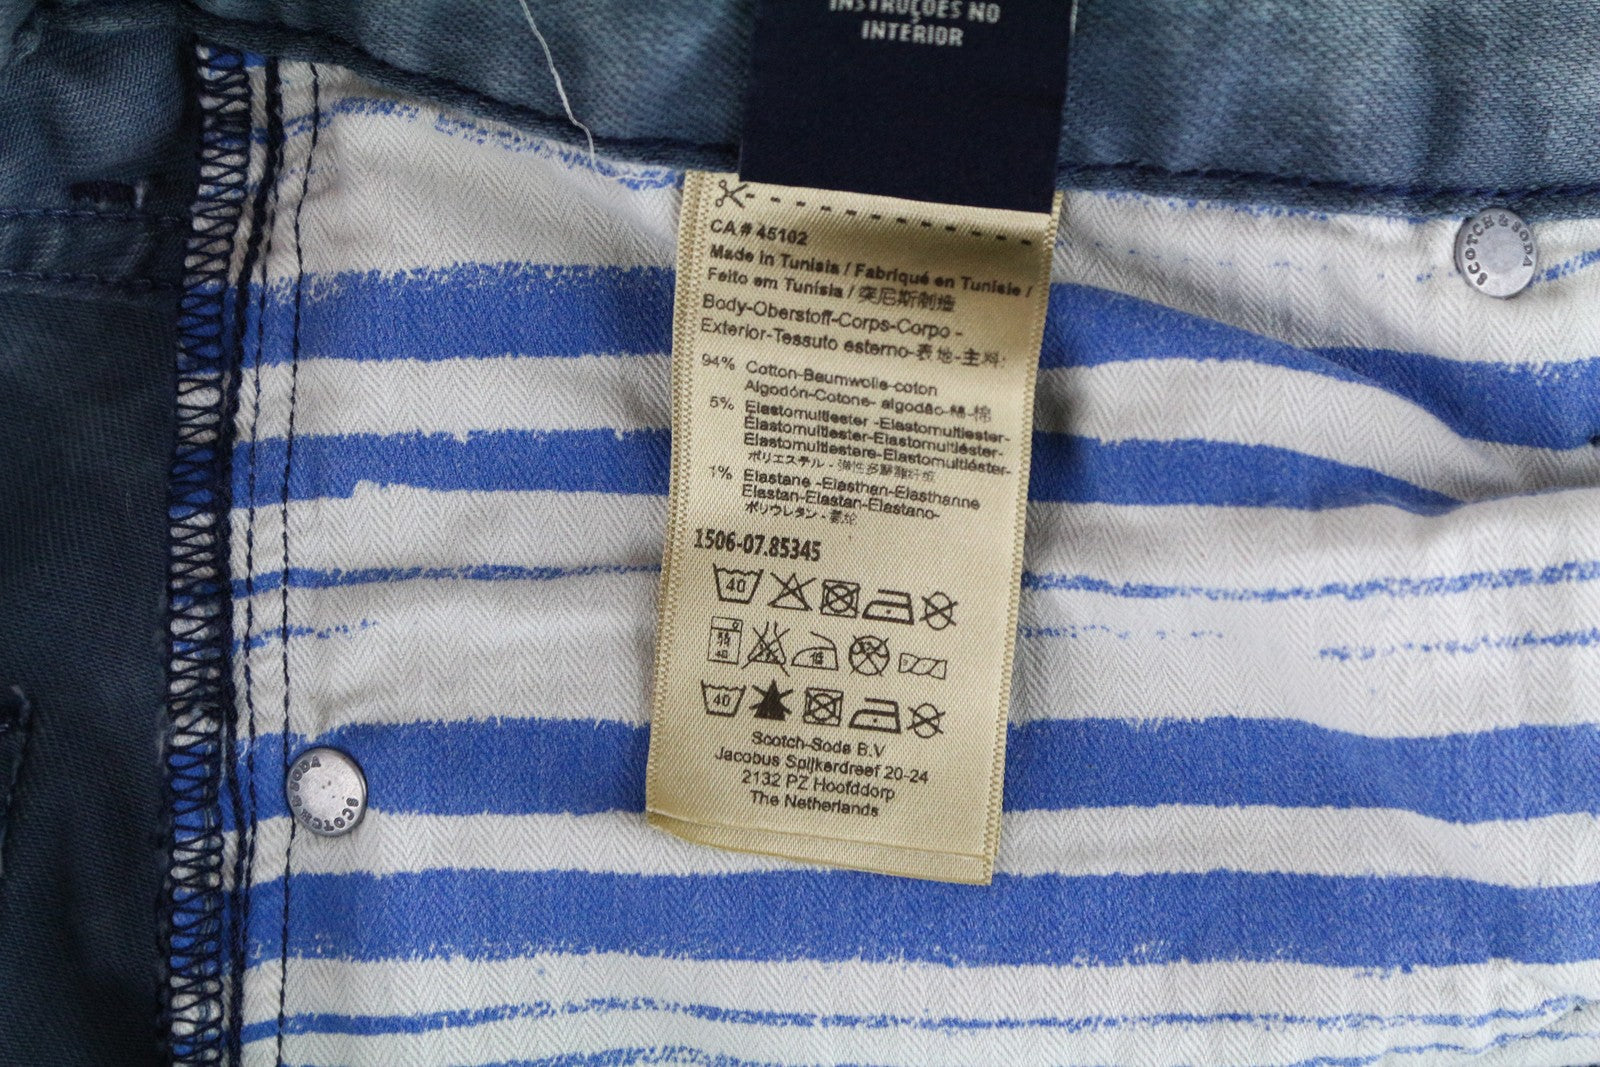 INSTRUÇÕES NO
INTERIOR
CA # 45102
Made in Tunisia / Fabriqué en Tunisie /
Feito em Tunísia / 突尼斯制造
Body-Oberstoff-Corps-Corpo -
Exterior-Tessuto esterno-表地-主料:
94% Cotton-Baumwolle-coton
Algodón-Cotone- algodão-綿-棉
5% Elastomultiester -Elastomultiester-
Elastomultiester-Elastomultiéster-
Elastomultiestere-Elastomultiéster-
ポリエステル -
1% Elastane -Elasthan-Elasthanne
Elastan-Elastan-Elastano-
ポリウレタン -
1506-07.85345
40
40
40
Scotch-Soda B.V
Jacobus Spijkerdreef 20-24
2132 PZ Hoofddorp
The Netherlands
SCOTCH & SODA
SCOTCH & SODA